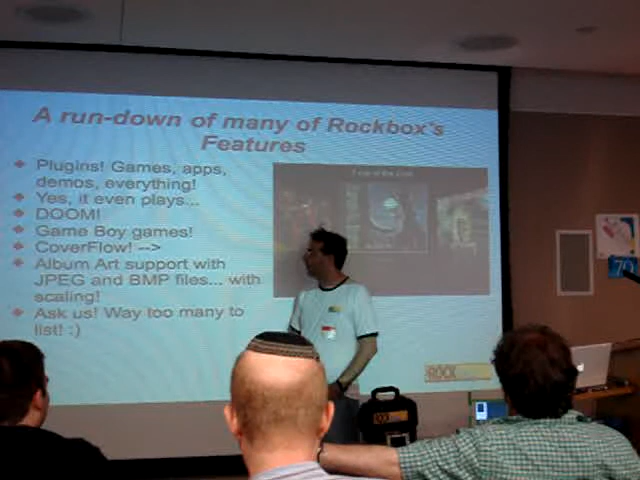 A run-down of many of Rockbox's
Features
Plugins! Games, apps,
demos, everything!
Yes, it even plays...
DOOM!
Game Boy games!
CoverFlow! -->
Album Art support with
JPEG and BMP files... with
scaling!
Ask us! Way too many to
list! :)
ROCK
70